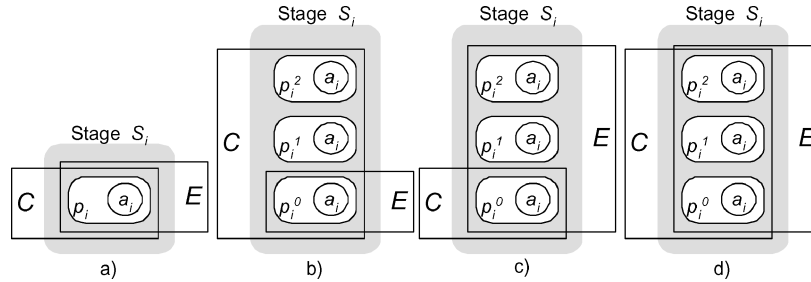 Stage S_i
C
p_i
a_i
E
a)
Stage S_i
C
p_i^2
a_i
p_i^1
a_i
p_i^0
a_i
E
b)
Stage S_i
p_i^2
a_i
p_i^1
a_i
E
C
p_i^0
a_i
c)
Stage S_i
C
p_i^2
a_i
p_i^1
a_i
E
p_i^0
a_i
d)